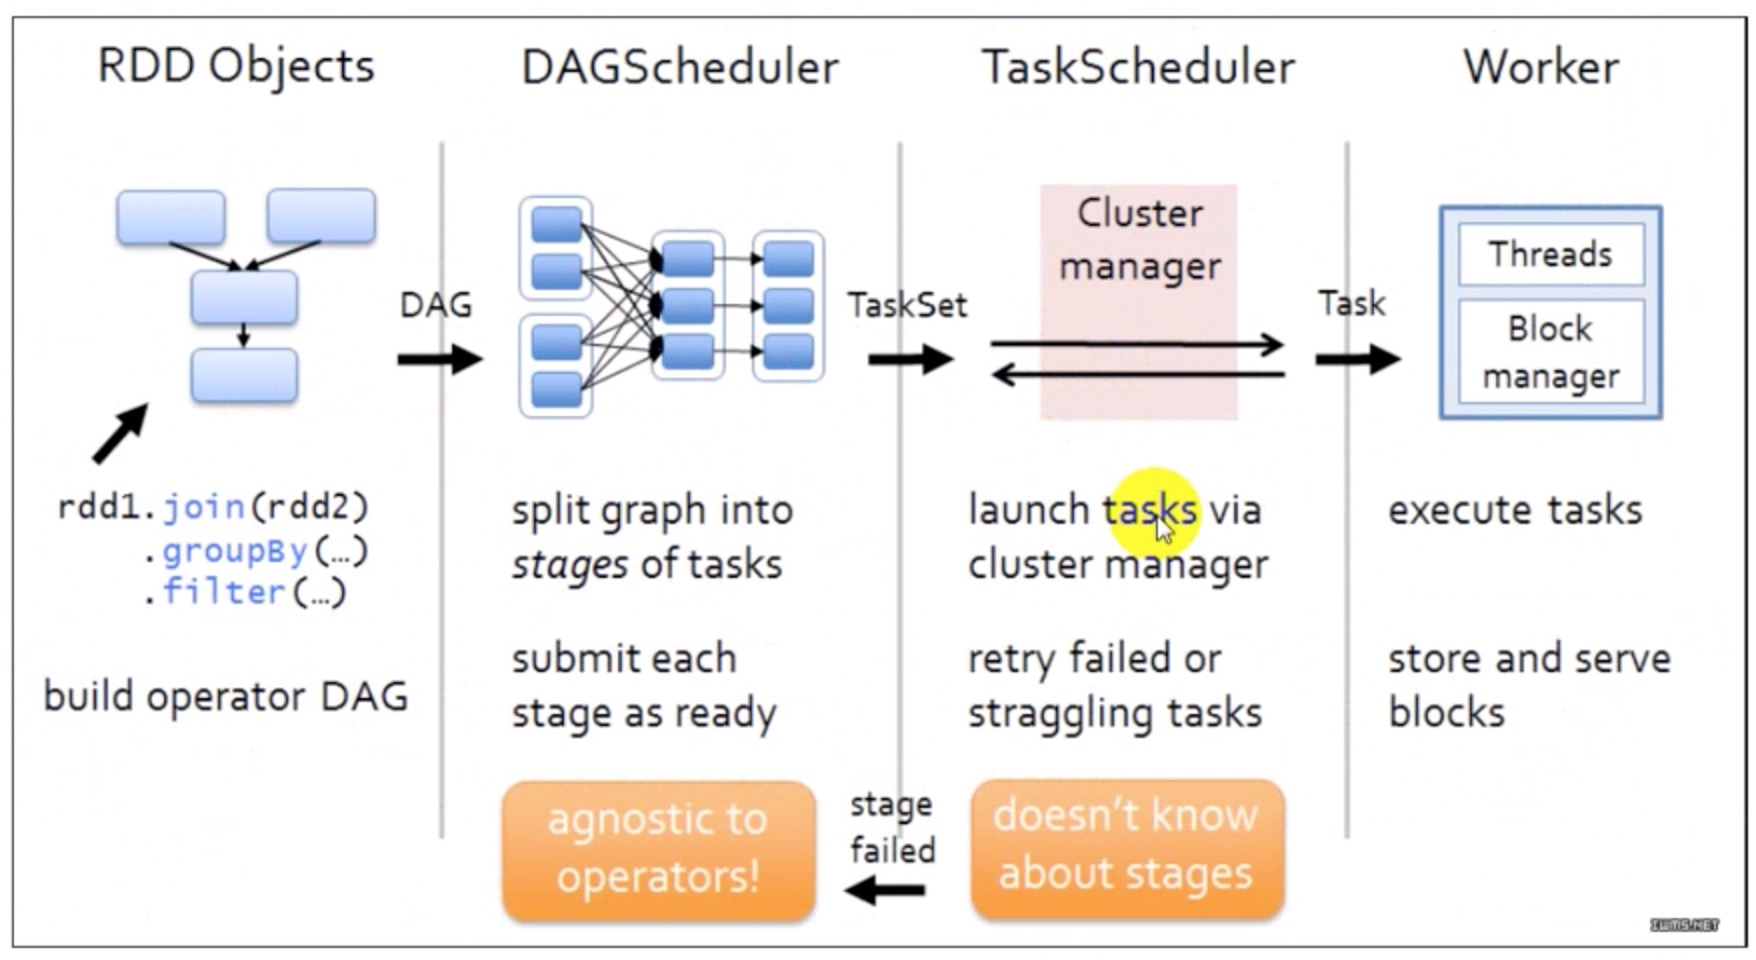 RDD Objects
DAGScheduler
TaskScheduler
Worker
DAG
TaskSet
Cluster
manager
Task
Threads
Block
manager
rdd1.join(rdd2)
.groupBy(…)
.filter(…)
build operator DAG
split graph into
stages of tasks
submit each
stage as ready
agnostic to
operators!
launch tasks via
cluster manager
retry failed or
straggling tasks
stage
failed
doesn't know
about stages
execute tasks
store and serve
blocks
IWMS.NET